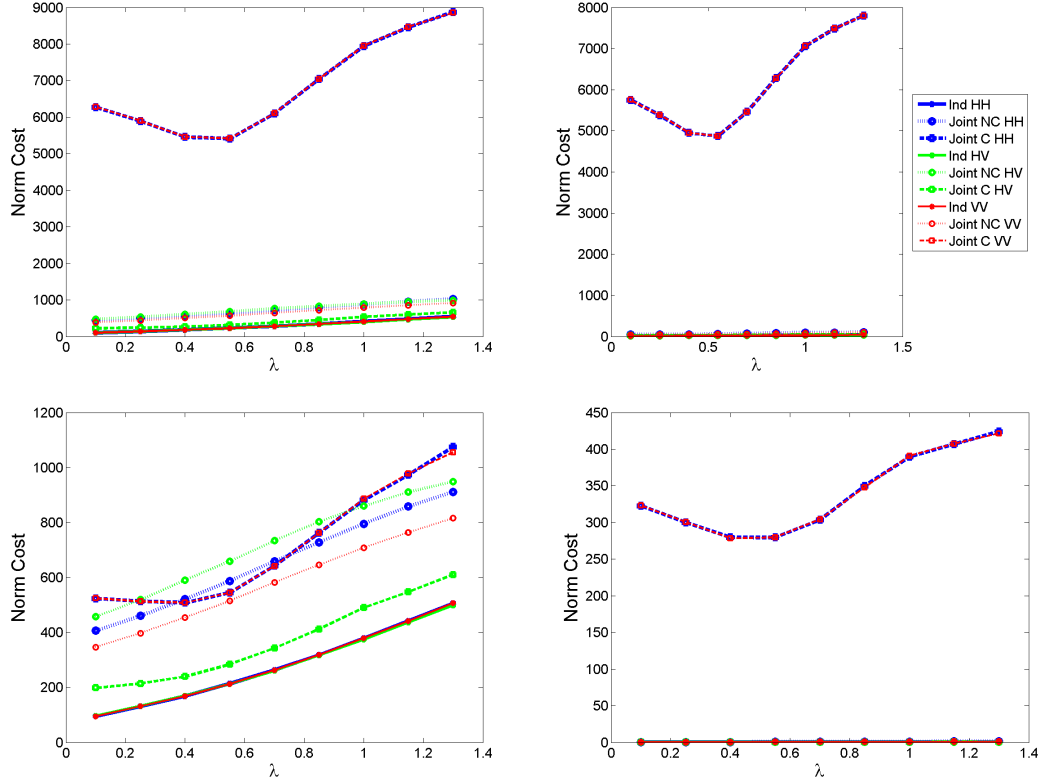 9000
8000
7000
6000
5000
4000
3000
2000
1000
0
Norm Cost
0 0.2 0.4 0.6 0.8 1 1.2 1.4
λ
8000
7000
6000
5000
4000
3000
2000
1000
0
Norm Cost
0 0.5 1 1.5
λ
Ind HH
Joint NC HH
Joint C HH
Ind HV
Joint NC HV
Joint C HV
Ind VV
Joint NC VV
Joint C VV
1200
1000
800
600
400
200
0
Norm Cost
0 0.2 0.4 0.6 0.8 1 1.2 1.4
λ
450
400
350
300
250
200
150
100
50
0
Norm Cost
0 0.2 0.4 0.6 0.8 1 1.2 1.4
λ